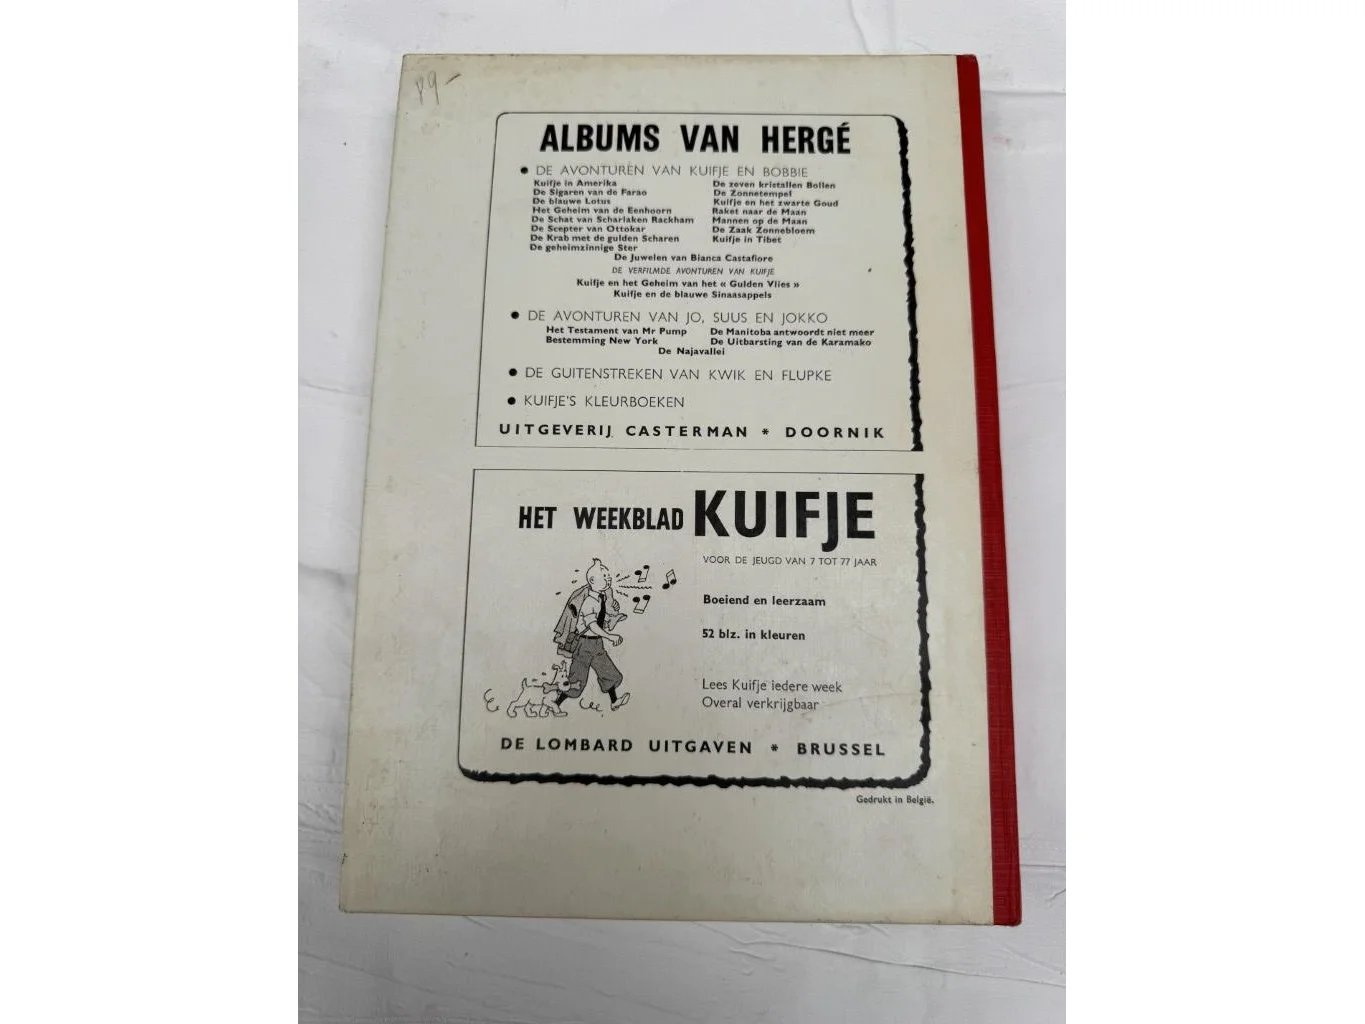 89-
ALBUMS VAN HERGÉ
• DE AVONTUREN VAN KUIFJE EN BOBBIE
Kuifje in Amerika
De Sigaren van de Farao
De blauwe Lotus
Het Geheim van de Eenhoorn
De Schat van Scharlaken Rackham
De Scepter van Ottokar
De Krab met de gulden Scharen
De geheimzinnige Ster
De zeven kristallen Bollen
De Zonnetempel
Kuifje en het zwarte Goud
Raket naar de Maan
Mannen op de Maan
De Zaak Zonnebloem
Kuifje in Tibet
De Juwelen van Bianca Castafiore
DE VERFILMDE AVONTUREN VAN KUIFJE
Kuifje en het Geheim van het « Gulden Vlies »
Kuifje en de blauwe Sinaasappels
• DE AVONTUREN VAN JO, SUUS EN JOKKO
Het Testament van Mr Pump
Bestemming New York
De Manitoba antwoordt niet meer
De Uitbarsting van de Karamako
De Najavallei
• DE GUITENSTREKEN VAN KWIK EN FLUPKE
• KUIFJE'S KLEURBOEKEN
UITGEVERIJ CASTERMAN * DOORNIK
HET WEEKBLAD KUIFJE
VOOR DE JEUGD VAN 7 TOT 77 JAAR
Boeiend en leerzaam
52 blz. in kleuren
Lees Kuifje iedere week
Overal verkrijgbaar
DE LOMBARD UITGAVEN * BRUSSEL
Gedrukt in België.